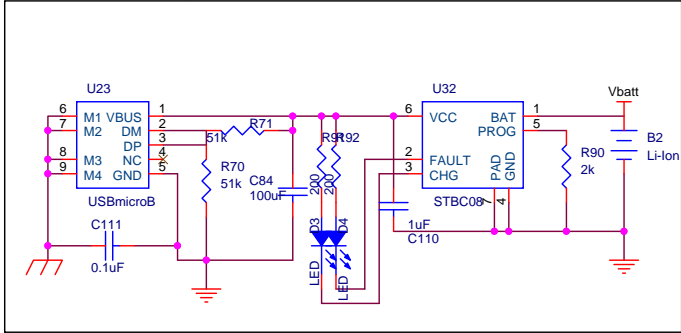 U23
6 M1 VBUS 1
7 M2 DM 2
DP 3
8 M3 NC 4
9 M4 GND 5
USBmicroB
C111
0.1uF
51k
R71
R70
51k
C84
100uF
R91
R92
200
200
D3
D4
LED
LED
1uF
C110
U32
6 VCC BAT 1
PROG 5
2 FAULT
3 CHG
PAD
GND
7
4
STBC08
R90
2k
Vbatt
B2
Li-Ion